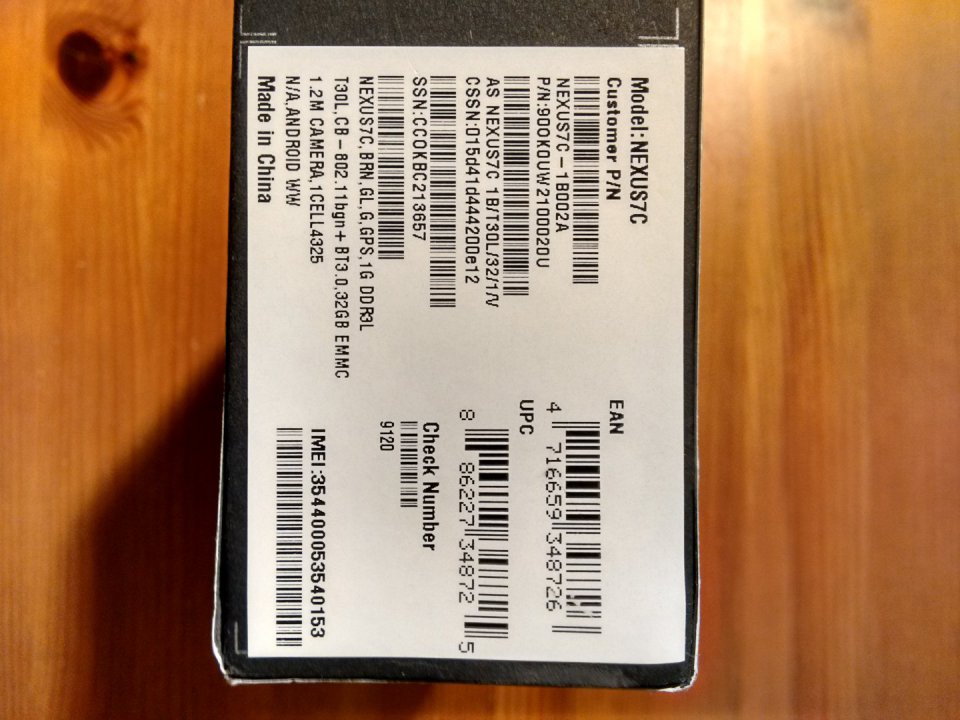 Model:NEXUS7C
Customer P/N
NEXUS7C-1B002A
P/N:90OK0UW2100020U
AS NEXUS7C 1B/T30L/32/1/V
CSSN:015d41d444200e12
SSN:CCOKBC213657
NEXUS7C,BRN,GL,G,GPS,1G DDR3L
T30L,CB-802.11bgn+BT3.0,32GB EMMC
1.2M CAMERA,1CELL4325
N/A,ANDROID WW
Made in China
EAN
4 716659 348726
UPC
8 86227 34872 5
Check Number
9120
IMEI:354400053540153